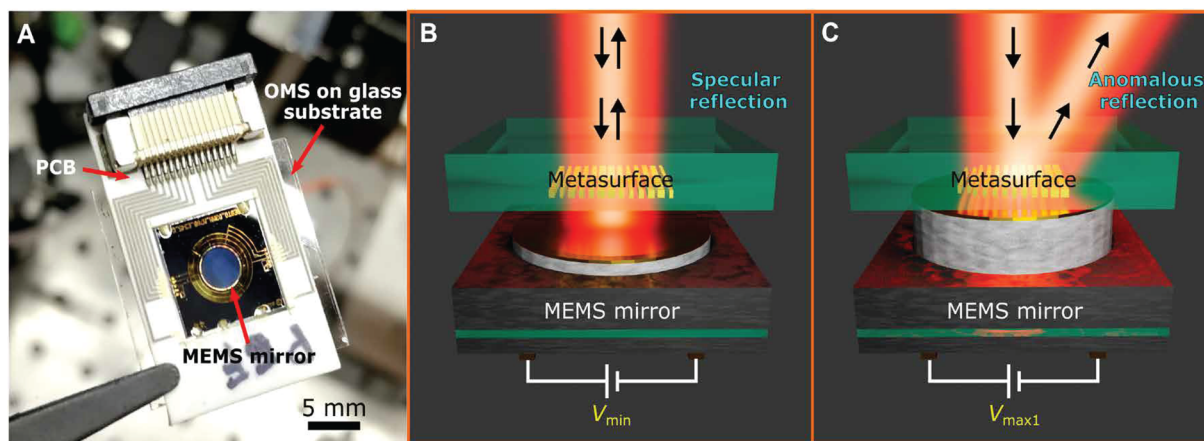 A
OMS on glass
substrate
PCB
MEMS mirror
5 mm
B
Specular
reflection
Metasurface
MEMS mirror
Vmin
C
Anomalous
reflection
Metasurface
MEMS mirror
Vmax1